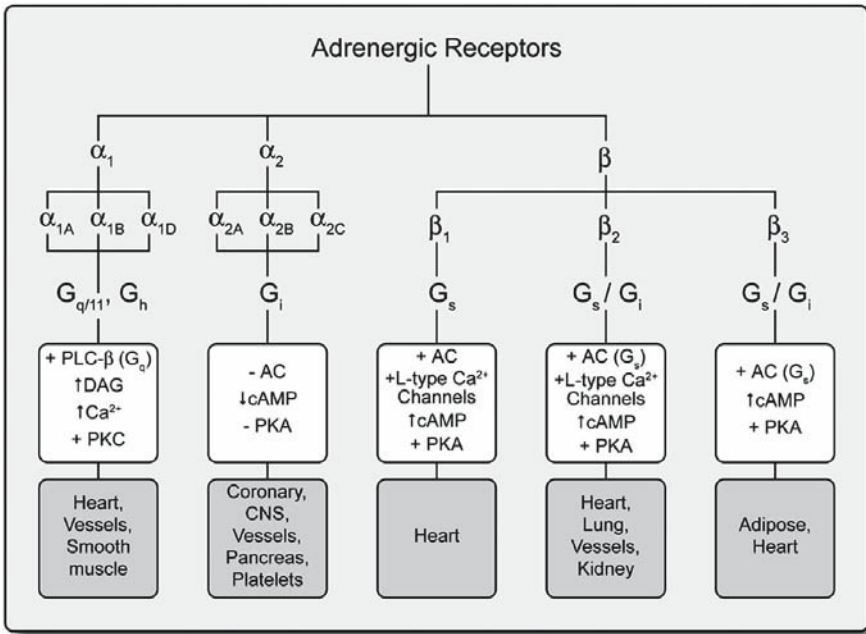 Adrenergic Receptors
α₁
α₂
β
α₁A α₁B α₁D
α₂A α₂B α₂C
β₁
β₂
β₃
Gq/11, Gh
Gi
Gs
Gs / Gi
Gs / Gi
+ PLC-β (Gq)
↑DAG
↑Ca²⁺
+ PKC
- AC
↓cAMP
- PKA
+ AC
+L-type Ca²⁺
Channels
↑cAMP
+ PKA
+ AC (Gs)
+L-type Ca²⁺
Channels
↑cAMP
+ PKA
+ AC (Gs)
↑cAMP
+ PKA
Heart,
Vessels,
Smooth
muscle
Coronary,
CNS,
Vessels,
Pancreas,
Platelets
Heart
Heart,
Lung,
Vessels,
Kidney
Adipose,
Heart